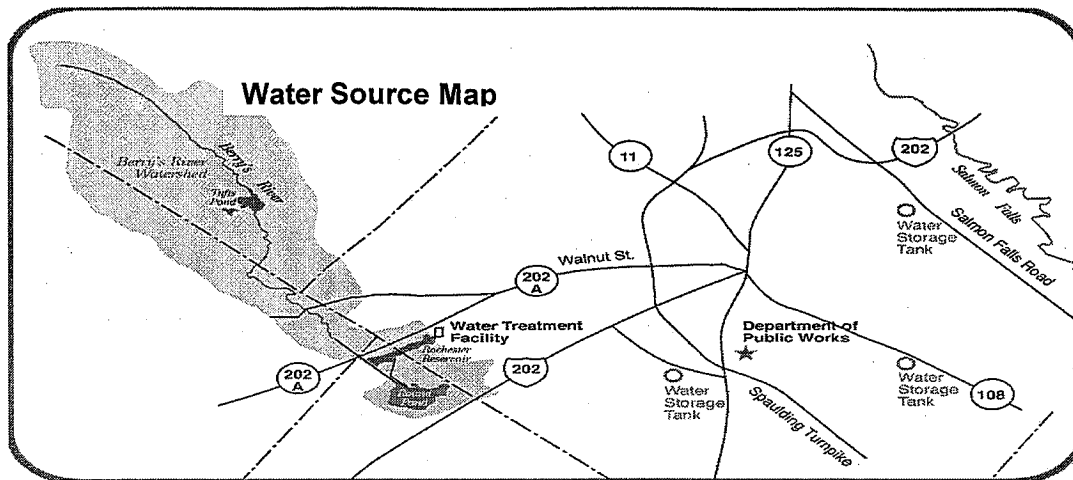 Water Source Map
Berry's River
Watershed
Berry's River
Tufts
Pond
11
125
202
Salmon Falls
Salmon Falls Road
Water
Storage
Tank
Walnut St.
202
A
Water Treatment
Facility
Rochester
Reservoir
202
A
202
Round
Pond
Department of
Public Works
Water
Storage
Tank
Water
Storage
Tank
Spaulding Turnpike
108